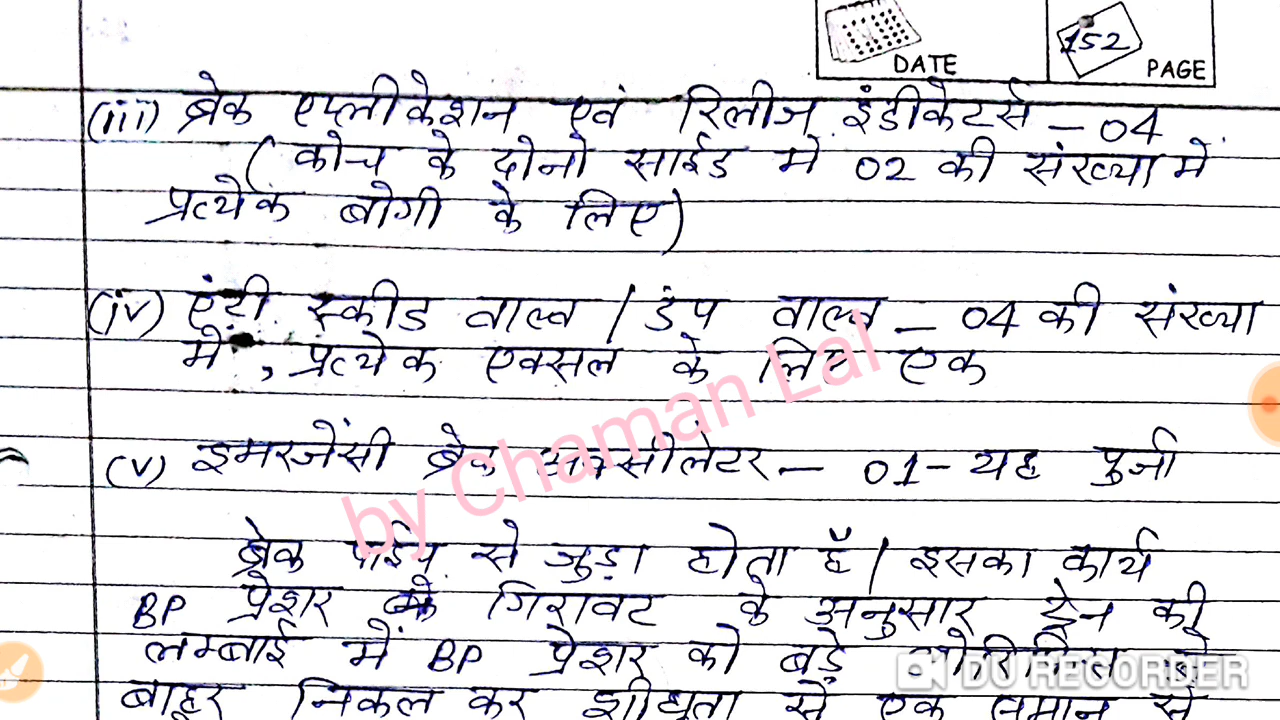 DATE
152
PAGE
(iii) ब्रेक एप्लीकेशन एवं रिलीज इंडीकेटर्स - 04
(कोच के दोनो साईड में 02 की संख्या में
प्रत्येक बोगी के लिए)
(iv) एंटी स्कीड वाल्व / डंप वाल्व - 04 की संख्या
में, प्रत्येक एक्सल के लिए एक
(v) इमरजेंसी ब्रेक अक्सीलेटर - 01 - यह पुर्जा
ब्रेक पाईप से जुड़ा होता हैं। इसका कार्य
BP प्रेशर के गिरावट के अनुसार ट्रेन की
लम्बाई में BP प्रेशर को बड़े
बाहर निकल कर शीघ्रता से एक समान से
by Chaman Lal
DU RECORDER